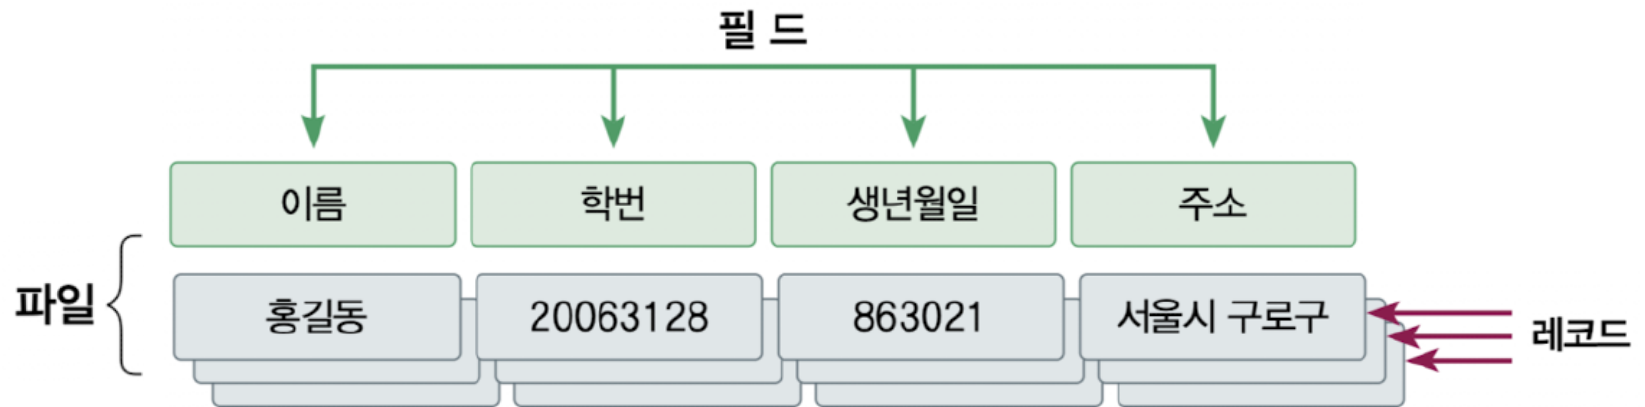 필 드
이름 학번 생년월일 주소
파일
홍길동 20063128 863021 서울시 구로구
레코드